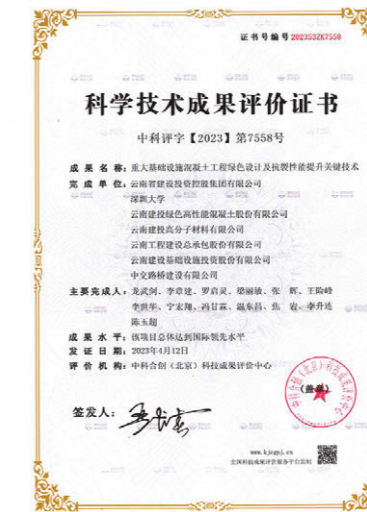 证书号编号 202353ZK7558
科学技术成果评价证书
中科评字【2023】第7558号
成果名称：重大基础设施混凝土工程绿色设计及抗裂性能提升关键技术
完成单位：云南省建设投资控股集团有限公司
深圳大学
云南建投绿色高性能混凝土股份有限公司
云南建投高分子材料有限公司
云南工程建设总承包股份有限公司
云南建设基础设施投资股份有限公司
中交路桥建设有限公司
主要完成人：龙武剑、李章建、罗启灵、梁丽敏、张辉、王险峰
李世华、宁宏翔、冯甘霖、温东昌、焦岩、李升连
陈玉超
成果水平：该项目总体达到国际领先水平
发证日期：2023年4月12日
评价机构：中科合创（北京）科技成果评价中心
（盖章）
签发人：
www.kjcgpj.cn
全国科技成果评价服务平台监制